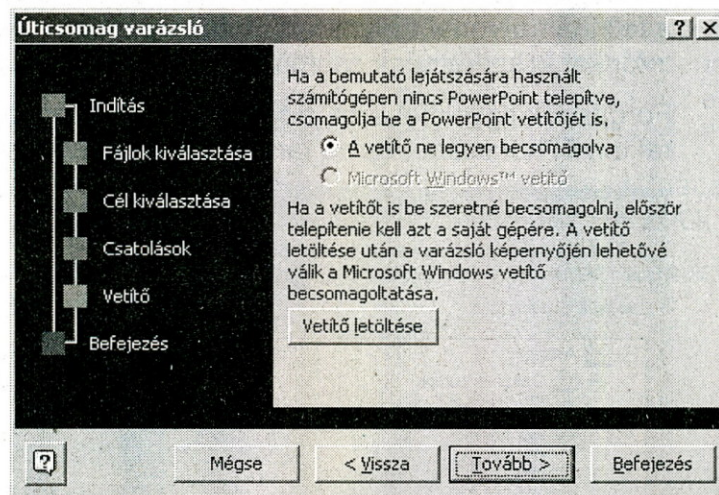 Úticsomag varázsló
Indítás
Fájlok kiválasztása
Cél kiválasztása
Csatolások
Vetítő
Befejezés
Ha a bemutató lejátszására használt
számítógépen nincs PowerPoint telepítve,
csomagolja be a PowerPoint vetítőjét is.
A vetítő ne legyen becsomagolva
Microsoft Windows™ vetítő
Ha a vetítőt is be szeretné becsomagolni, először
telepítenie kell azt a saját gépére. A vetítő
letöltése után a varázsló képernyőjén lehetővé
válik a Microsoft Windows vetítő
becsomagoltatása.
Vetítő letöltése
Mégse
< Vissza
Tovább >
Befejezés